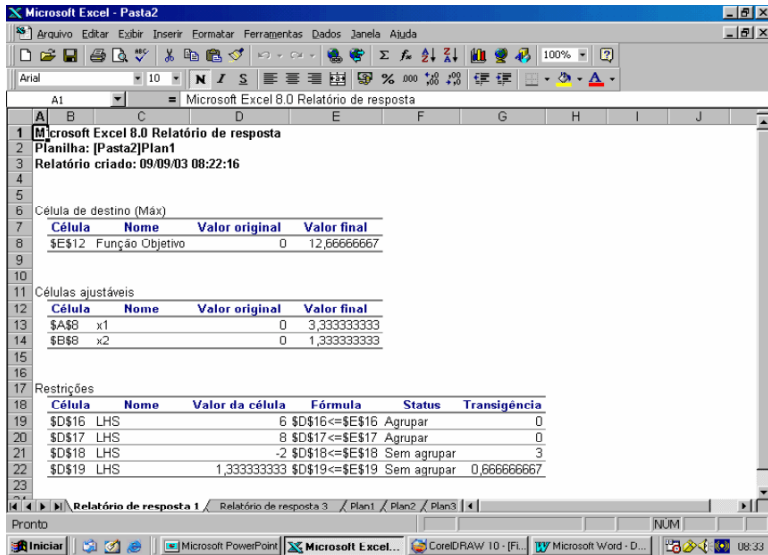 Microsoft Excel - Pasta2
Arquivo Editar Exibir Inserir Formatar Ferramentas Dados Janela Ajuda
100%
Arial 10 N I S % 000
A1 = Microsoft Excel 8.0 Relatório de resposta
A B C D E F G H I J
1 Microsoft Excel 8.0 Relatório de resposta
2 Planilha: [Pasta2]Plan1
3 Relatório criado: 09/09/03 08:22:16
4
5
6 Célula de destino (Máx)
7 Célula Nome Valor original Valor final
8 $E$12 Função Objetivo 0 12,66666667
9
10
11 Células ajustáveis
12 Célula Nome Valor original Valor final
13 $A$8 x1 0 3,333333333
14 $B$8 x2 0 1,333333333
15
16
17 Restrições
18 Célula Nome Valor da célula Fórmula Status Transigência
19 $D$16 LHS 6 $D$16<=$E$16 Agrupar 0
20 $D$17 LHS 8 $D$17<=$E$17 Agrupar 0
21 $D$18 LHS -2 $D$18<=$E$18 Sem agrupar 3
22 $D$19 LHS 1,333333333 $D$19<=$E$19 Sem agrupar 0,666666667
23
Relatório de resposta 1 Relatório de resposta 3 Plan1 Plan2 Plan3
Pronto NÚM
Iniciar Microsoft PowerPoint Microsoft Excel... CorelDRAW 10 - [Fi... Microsoft Word - D... 08:33